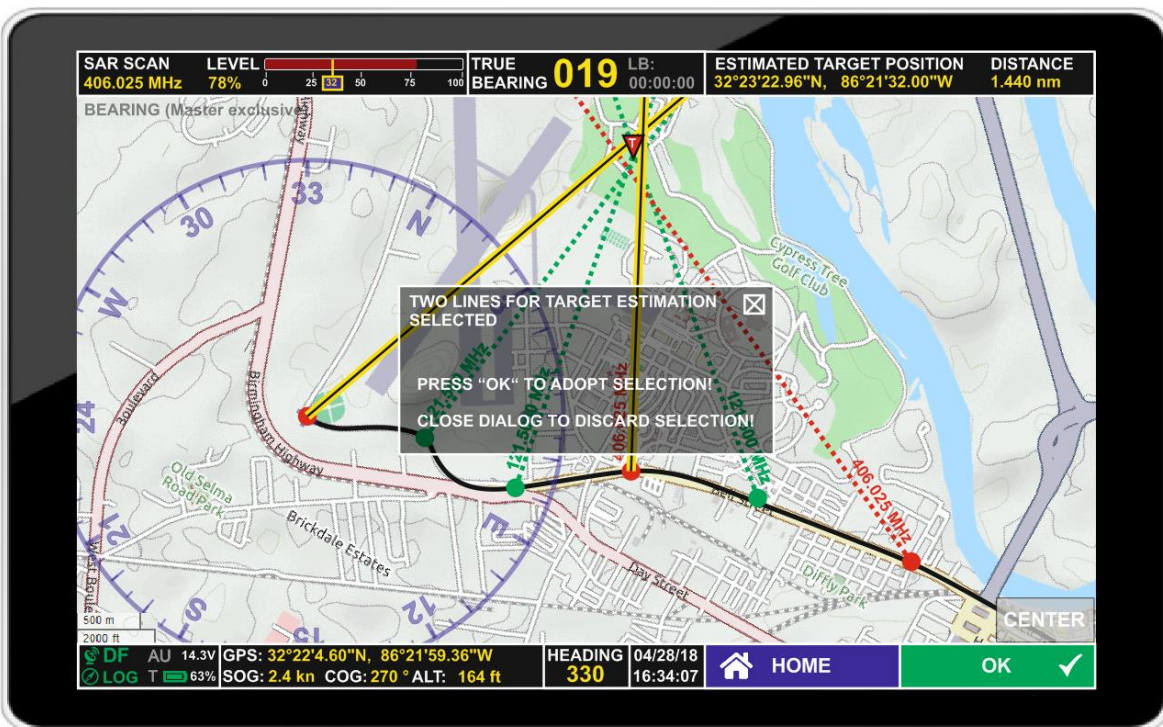 SAR SCAN LEVEL TRUE LB: ESTIMATED TARGET POSITION DISTANCE
406.025 MHz 78% 0 25 32 50 75 100 BEARING 019 00:00:00 32°23'22.96"N, 86°21'32.00"W 1.440 nm
BEARING (Master exclusive)
33
30
N
W
24
21
S
15
12
E
Cypress Tree
Golf Club
TWO LINES FOR TARGET ESTIMATION
SELECTED
PRESS “OK“ TO ADOPT SELECTION!
CLOSE DIALOG TO DISCARD SELECTION!
406.025 MHz
Boulevard
Birmingham Highway
Old Selma
Road Park
Brickdale Estates
Day Street
Diffly Park
406.025 MHz
500 m
2000 ft
CENTER
DF AU 14.3V GPS: 32°22'4.60"N, 86°21'59.36"W HEADING 04/28/18 HOME OK
LOG T 63% SOG: 2.4 kn COG: 270 ° ALT: 164 ft 330 16:34:07